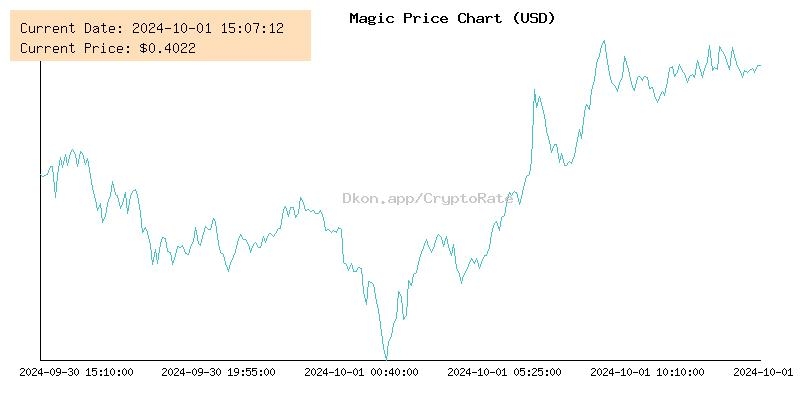 Magic Price Chart (USD)
Current Date: 2024-10-01 15:07:12
Current Price: $0.4022
Dkon.app/CryptoRate
2024-09-30 15:10:00
2024-09-30 19:55:00
2024-10-01 00:40:00
2024-10-01 05:25:00
2024-10-01 10:10:00
2024-10-01